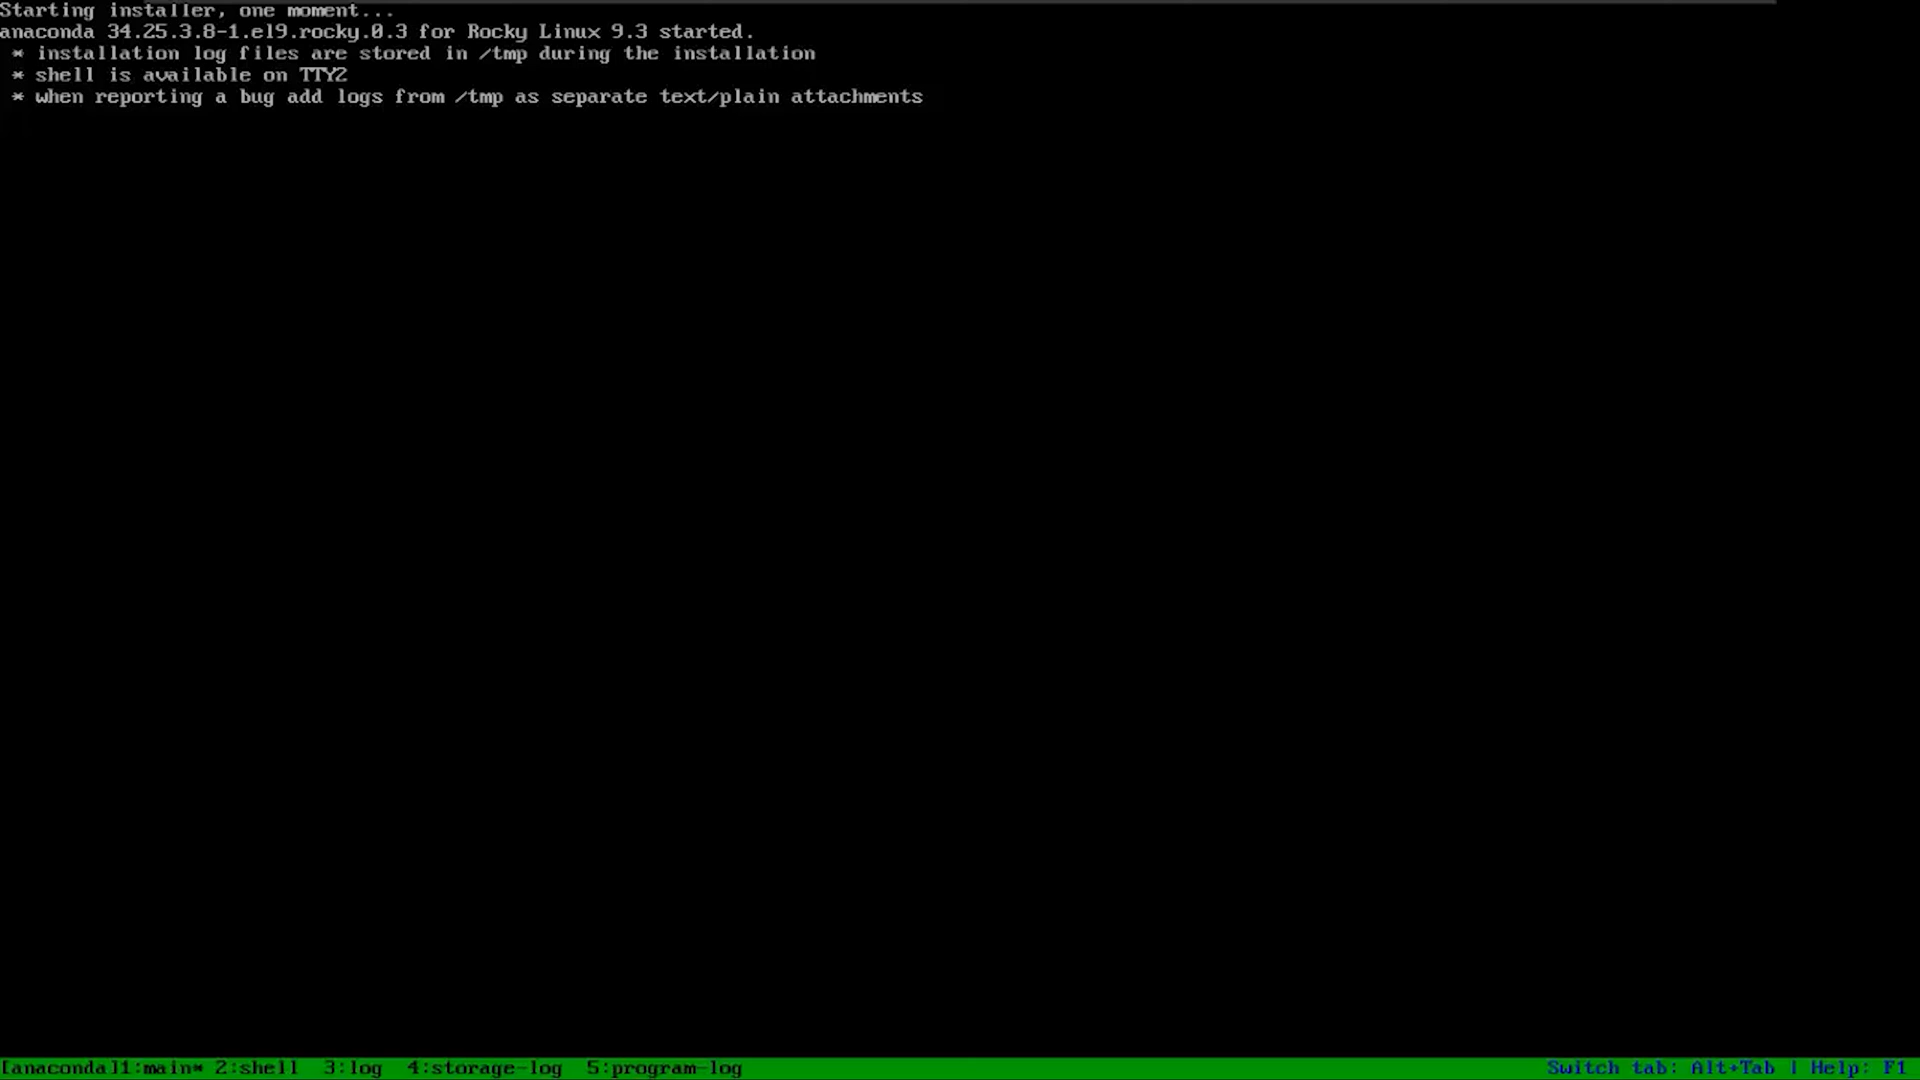 Starting installer, one moment...
anaconda 34.25.3.8-1.el9.rocky.0.3 for Rocky Linux 9.3 started.
 * installation log files are stored in /tmp during the installation
 * shell is available on TTY2
 * when reporting a bug add logs from /tmp as separate text/plain attachments
[anaconda]1:main* 2:shell  3:log  4:storage-log  5:program-log Switch tab: Alt+Tab | Help: F1